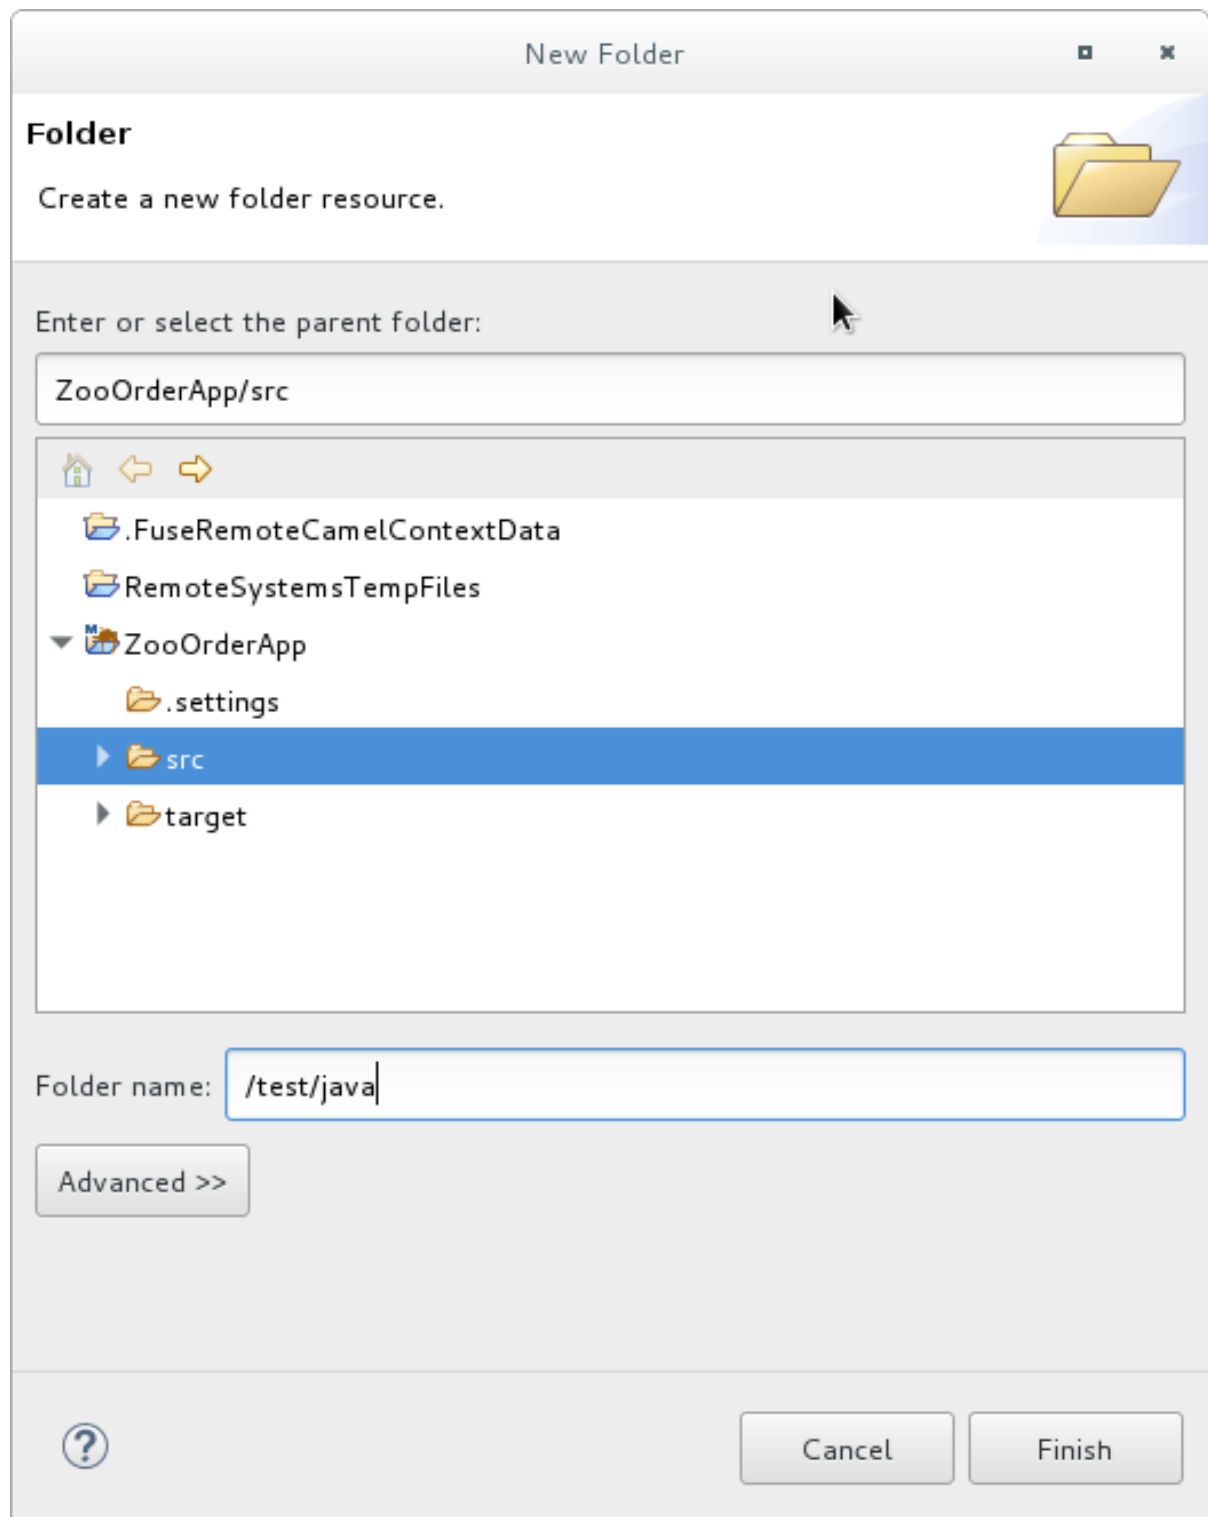 New Folder
Folder
Create a new folder resource.
Enter or select the parent folder:
ZooOrderApp/src
.FuseRemoteCamelContextData
RemoteSystemsTempFiles
ZooOrderApp
.settings
src
target
Folder name: /test/java
Advanced >>
Cancel Finish